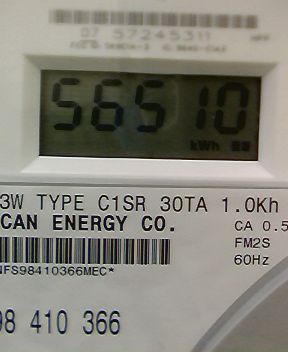 07 57245311
56510
kWh
3W TYPE C1SR 30TA 1.0Kh
CAN ENERGY CO.
CA 0.5
FM2S
60Hz
NFS98410366MEC*
98 410 366